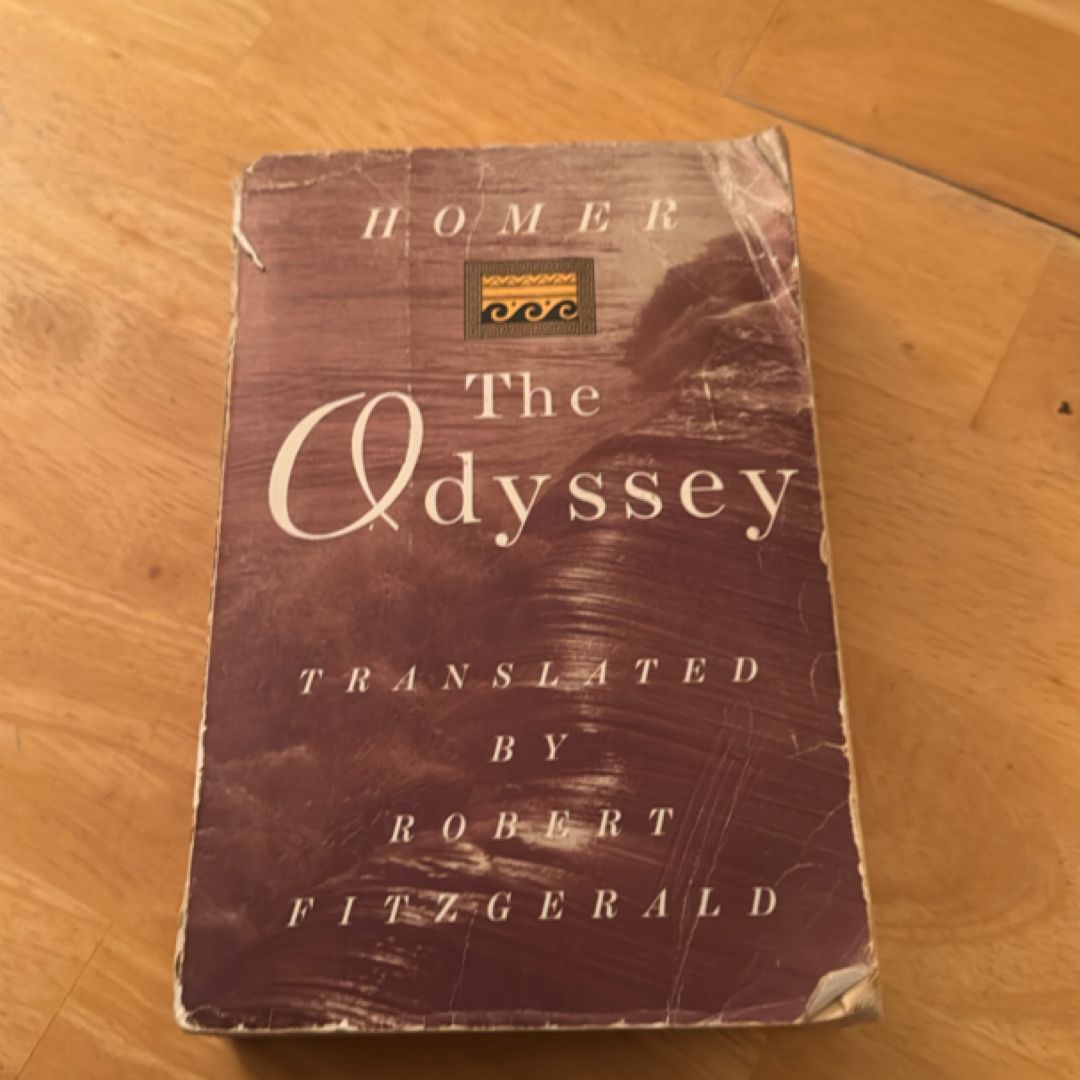 HOMER
The
Odyssey
TRANSLATED
BY
ROBERT
FITZGERALD